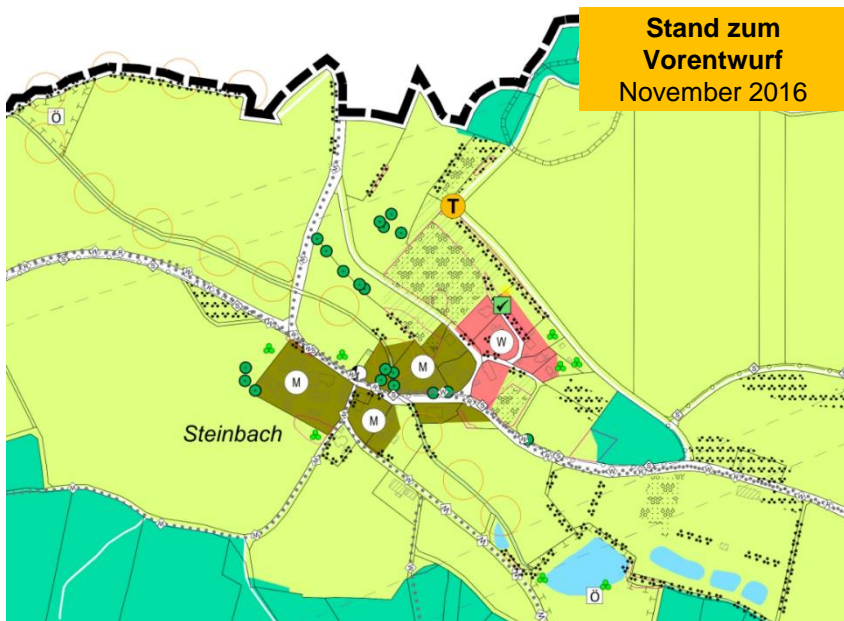 Stand zum
Vorentwurf
November 2016
Ö
T
W
M
M
M
Steinbach
Ö